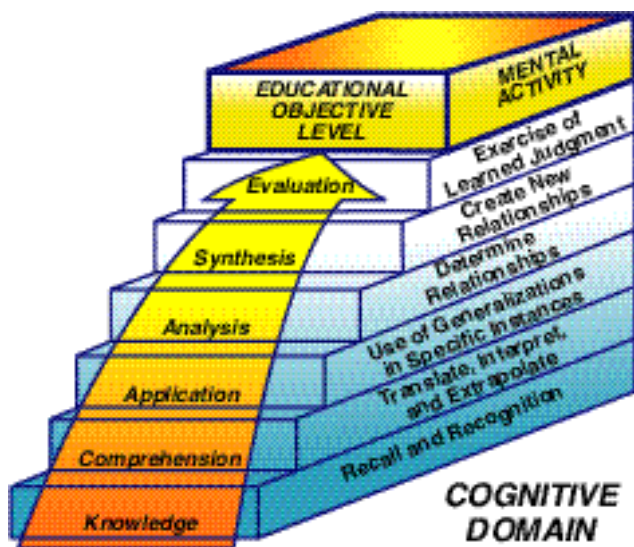 EDUCATIONAL
OBJECTIVE
LEVEL
MENTAL
ACTIVITY
Evaluation
Exercise of
Learned Judgment
Synthesis
Create New
Relationships
Analysis
Determine
Relationships
Application
Use of Generalizations
in Specific Instances
Comprehension
Translate, Interpret,
and Extrapolate
Knowledge
Recall and Recognition
COGNITIVE
DOMAIN